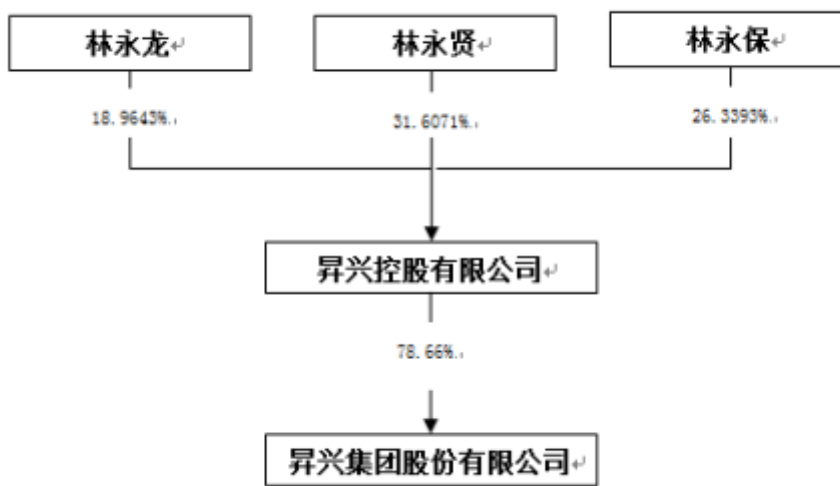 林永龙
林永贤
林永保
18.9643%
31.6071%
26.3393%
昇兴控股有限公司
78.66%
昇兴集团股份有限公司